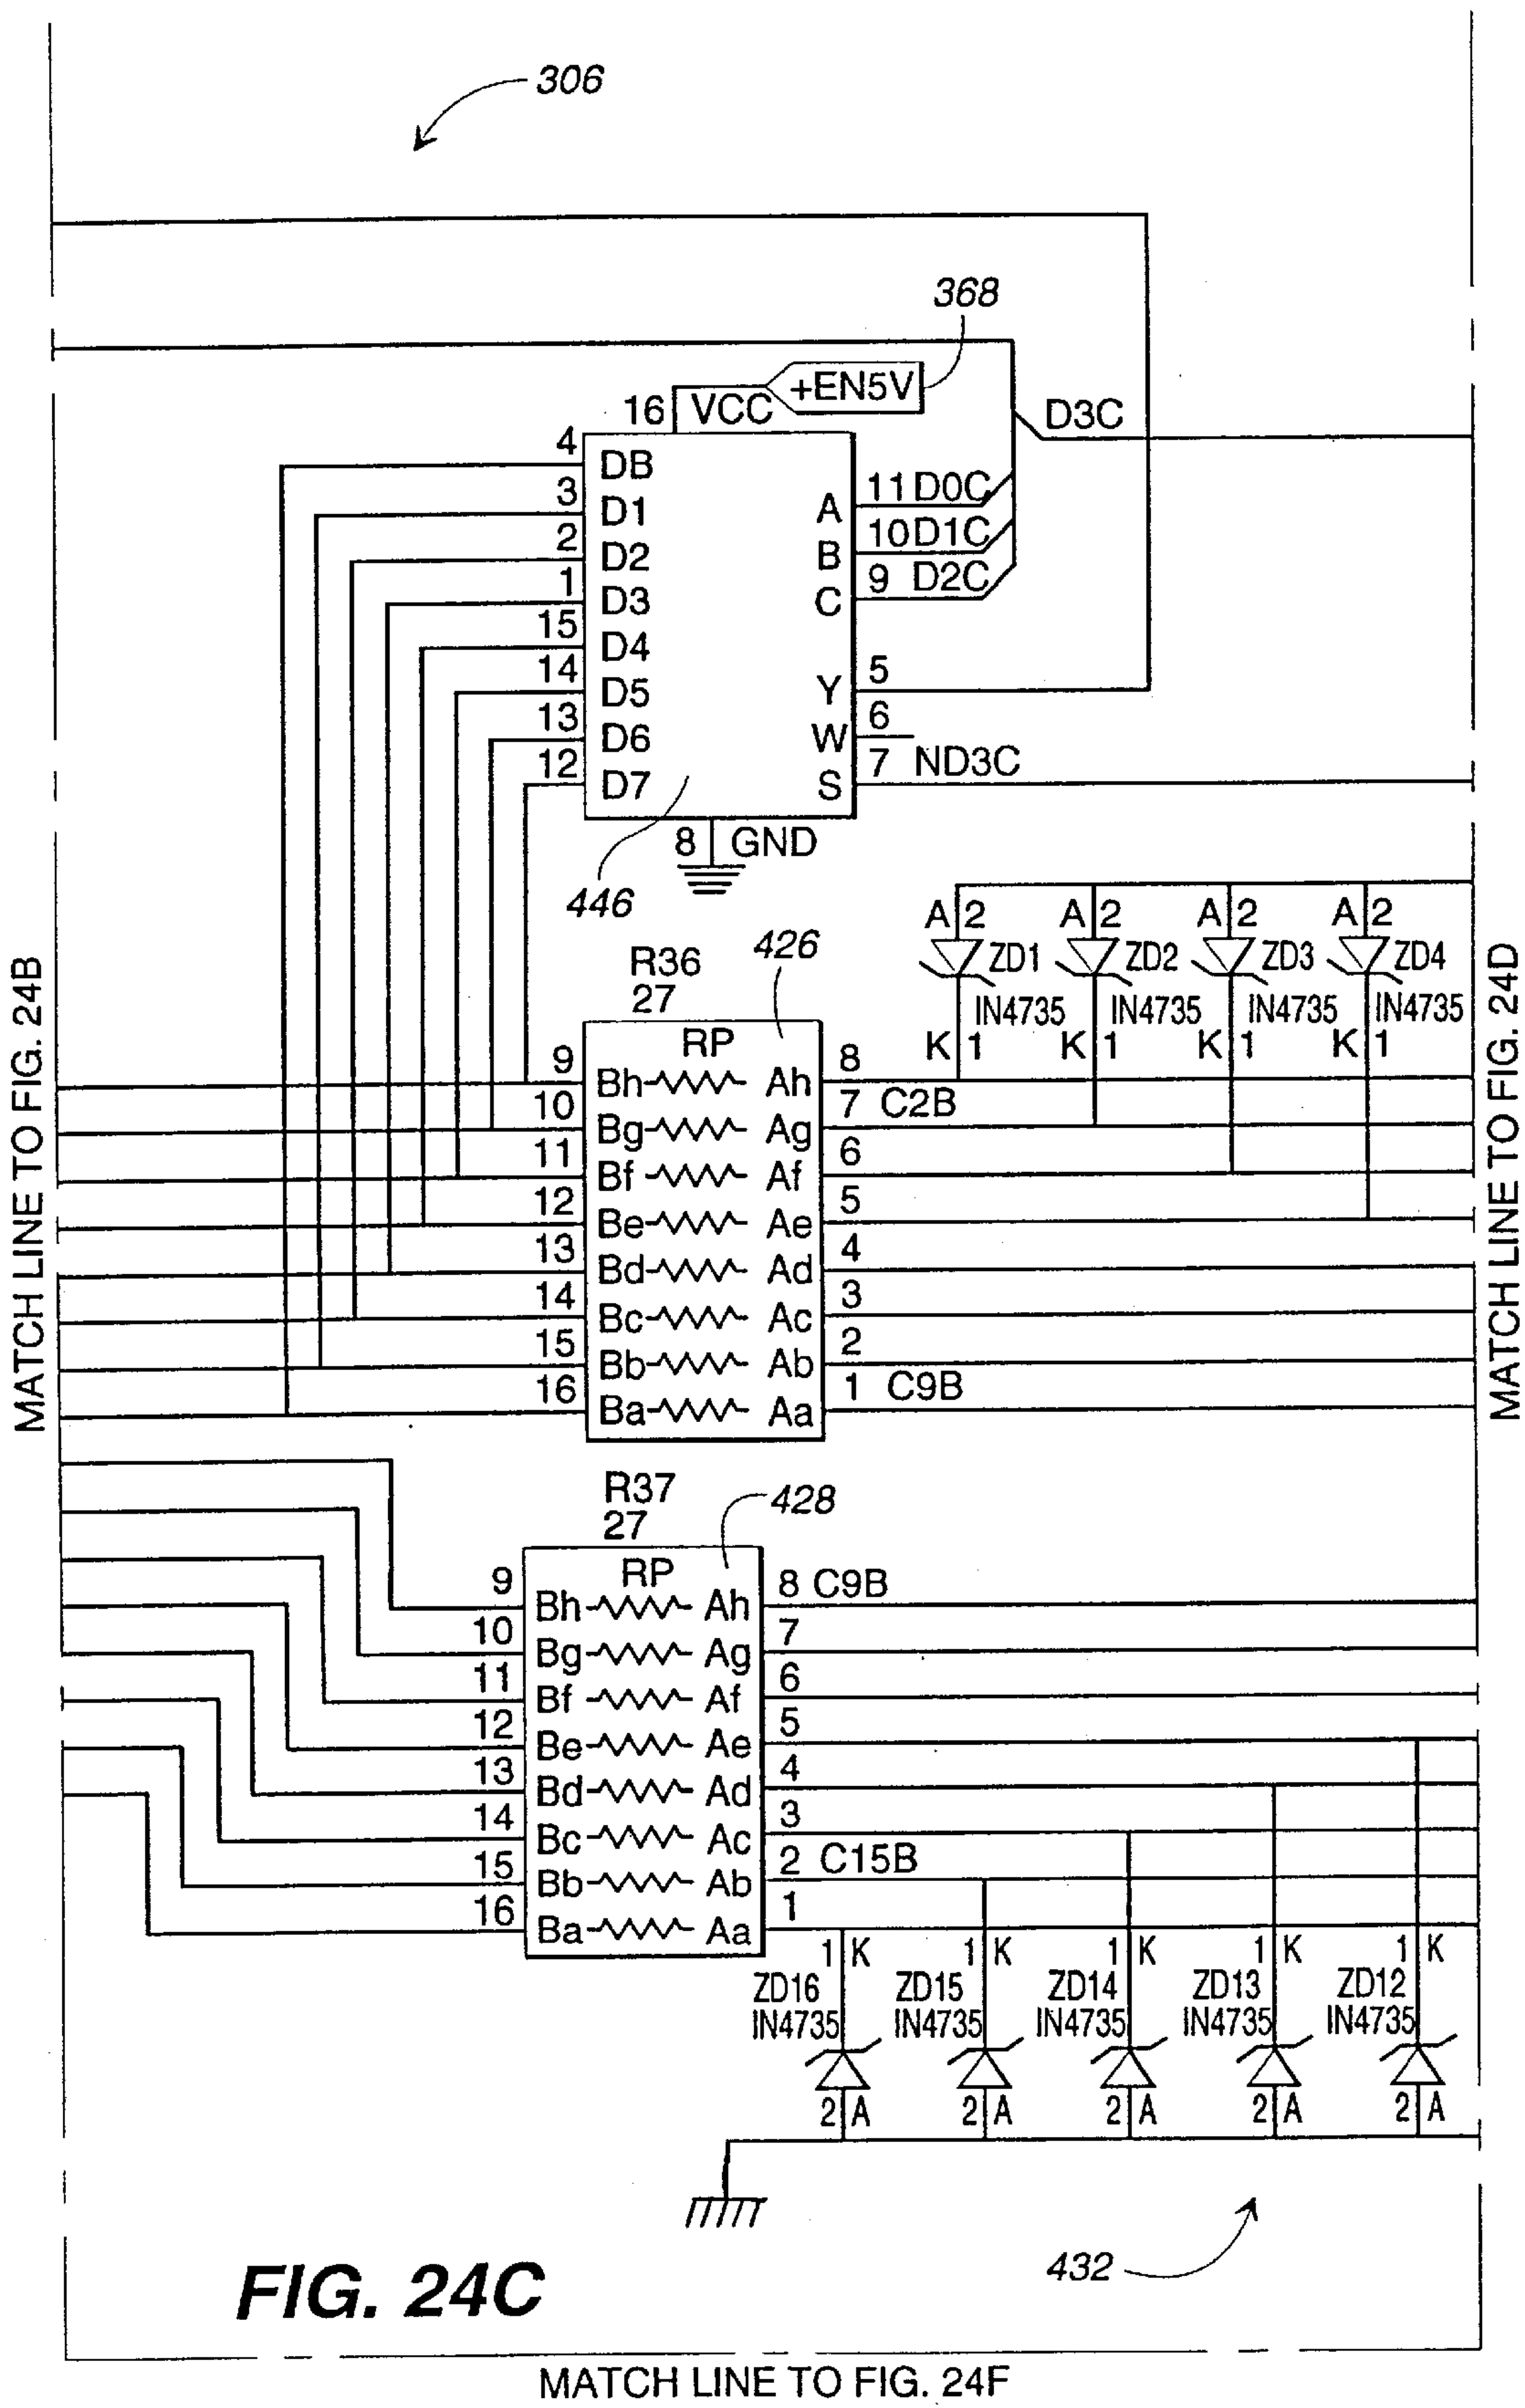 306
368
+EN5V
16 VCC
D3C
4 DB
3 D1
2 D2
1 D3
15 D4
14 D5
13 D6
12 D7
A 11 D0C
B 10 D1C
C 9 D2C
Y 5
W 6
S 7 ND3C
8 GND
446
A 2 A 2 A 2 A 2
ZD1 ZD2 ZD3 ZD4
IN4735 IN4735 IN4735 IN4735
K 1 K 1 K 1 K 1
R36
27
426
RP
9 Bh Ah 8
10 Bg Ag 7 C2B
11 Bf Af 6
12 Be Ae 5
13 Bd Ad 4
14 Bc Ac 3
15 Bb Ab 2
16 Ba Aa 1 C9B
MATCH LINE TO FIG. 24B
MATCH LINE TO FIG. 24D
R37
27
428
RP
9 Bh Ah 8 C9B
10 Bg Ag 7
11 Bf Af 6
12 Be Ae 5
13 Bd Ad 4
14 Bc Ac 3
15 Bb Ab 2 C15B
16 Ba Aa 1
1 K 1 K 1 K 1 K 1 K
ZD16 ZD15 ZD14 ZD13 ZD12
IN4735 IN4735 IN4735 IN4735 IN4735
2 A 2 A 2 A 2 A 2 A
432
FIG. 24C
MATCH LINE TO FIG. 24F